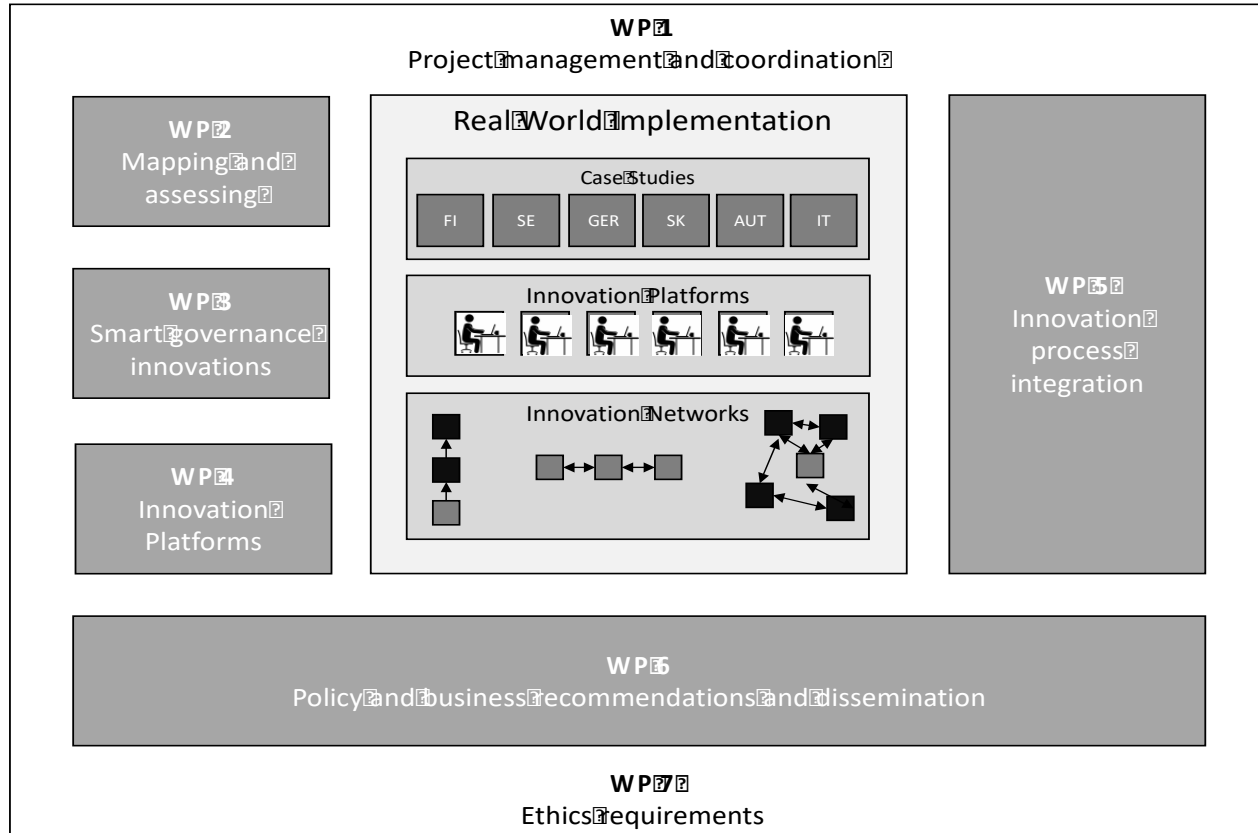 WP 1
Project management and coordination
WP 2
Mapping and
assessing
WP 3
Smart governance
innovations
WP 4
Innovation
Platforms
Real World Implementation
Case Studies
FI SE GER SK AUT IT
Innovation Platforms
Innovation Networks
WP 5
Innovation
process
integration
WP 6
Policy and business recommendations and dissemination
WP 7
Ethics requirements